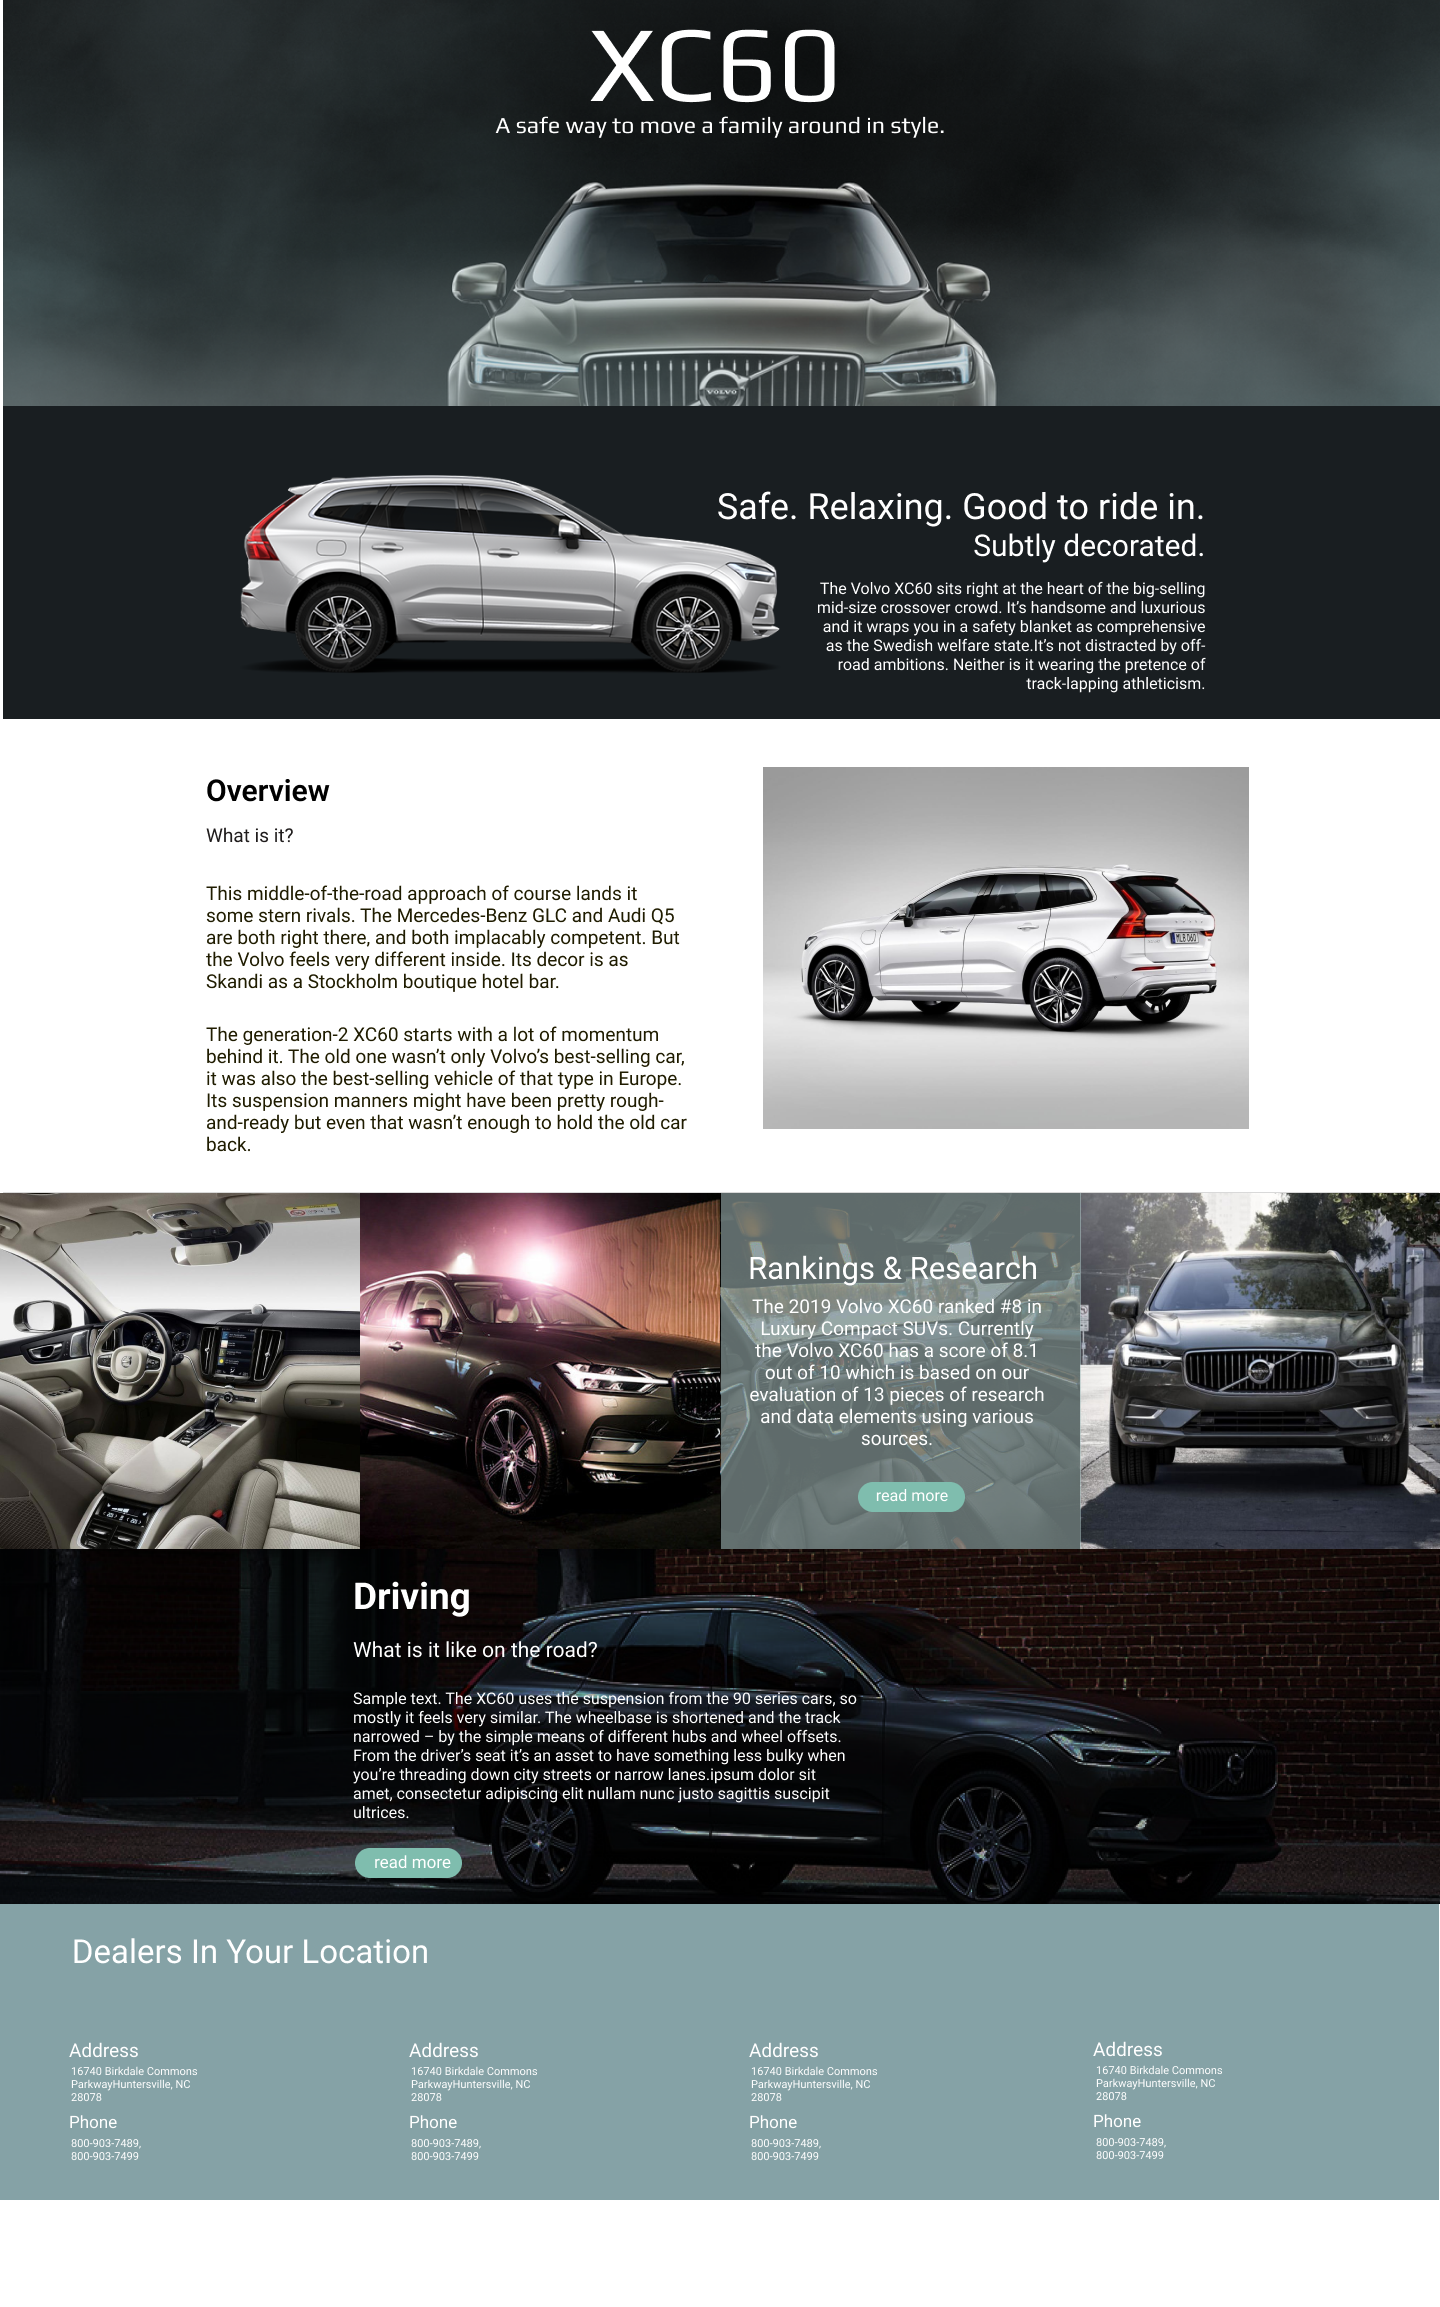 XC60
A safe way to move a family around in style.
VOLVO
Safe. Relaxing. Good to ride in.
Subtly decorated.
The Volvo XC60 sits right at the heart of the big-selling
mid-size crossover crowd. It’s handsome and luxurious
and it wraps you in a safety blanket as comprehensive
as the Swedish welfare state.It’s not distracted by off-
road ambitions. Neither is it wearing the pretence of
track-lapping athleticism.
Overview
What is it?
This middle-of-the-road approach of course lands it
some stern rivals. The Mercedes-Benz GLC and Audi Q5
are both right there, and both implacably competent. But
the Volvo feels very different inside. Its decor is as
Skandi as a Stockholm boutique hotel bar.
The generation-2 XC60 starts with a lot of momentum
behind it. The old one wasn’t only Volvo’s best-selling car,
it was also the best-selling vehicle of that type in Europe.
Its suspension manners might have been pretty rough-
and-ready but even that wasn’t enough to hold the old car
back.
MLB 060
Rankings & Research
The 2019 Volvo XC60 ranked #8 in
Luxury Compact SUVs. Currently
the Volvo XC60 has a score of 8.1
out of 10 which is based on our
evaluation of 13 pieces of research
and data elements using various
sources.
read more
Driving
What is it like on the road?
Sample text. The XC60 uses the suspension from the 90 series cars, so
mostly it feels very similar. The wheelbase is shortened and the track
narrowed – by the simple means of different hubs and wheel offsets.
From the driver’s seat it’s an asset to have something less bulky when
you’re threading down city streets or narrow lanes.ipsum dolor sit
amet, consectetur adipiscing elit nullam nunc justo sagittis suscipit
ultrices.
read more
Dealers In Your Location
Address
16740 Birkdale Commons
ParkwayHuntersville, NC
28078
Phone
800-903-7489,
800-903-7499
Address
16740 Birkdale Commons
ParkwayHuntersville, NC
28078
Phone
800-903-7489,
800-903-7499
Address
16740 Birkdale Commons
ParkwayHuntersville, NC
28078
Phone
800-903-7489,
800-903-7499
Address
16740 Birkdale Commons
ParkwayHuntersville, NC
28078
Phone
800-903-7489,
800-903-7499